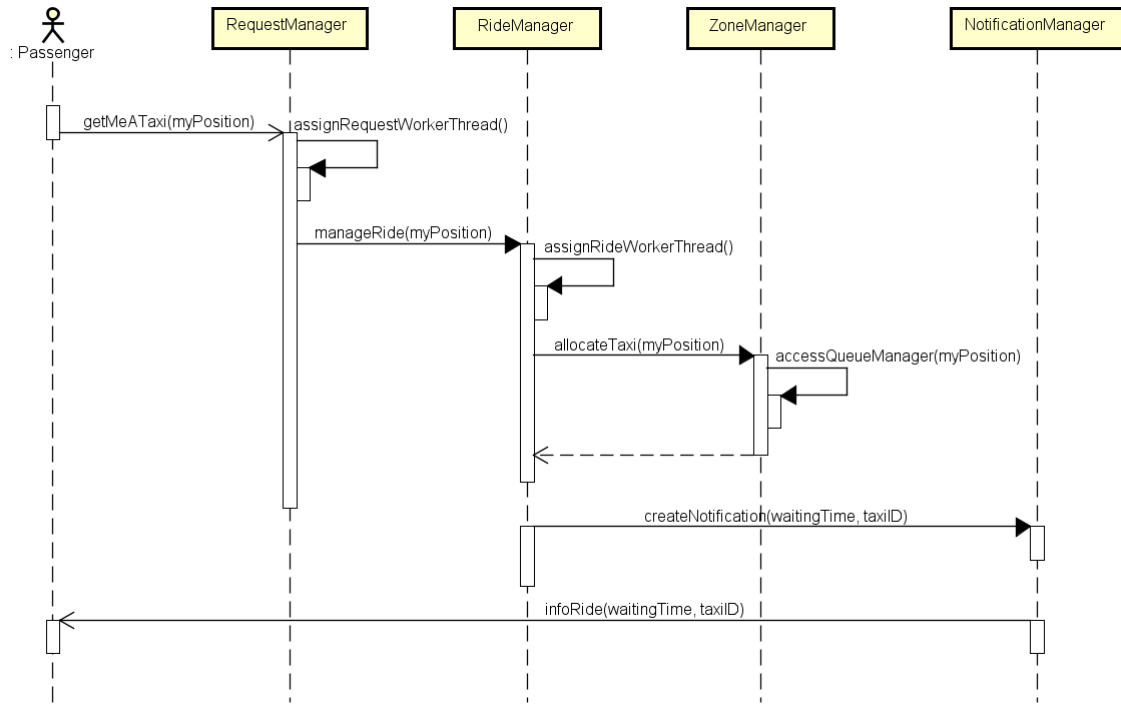 : Passenger
RequestManager
RideManager
ZoneManager
NotificationManager
getMeATaxi(myPosition)
assignRequestWorkerThread()
manageRide(myPosition)
assignRideWorkerThread()
allocateTaxi(myPosition)
accessQueueManager(myPosition)
createNotification(waitingTime, taxiID)
infoRide(waitingTime, taxiID)